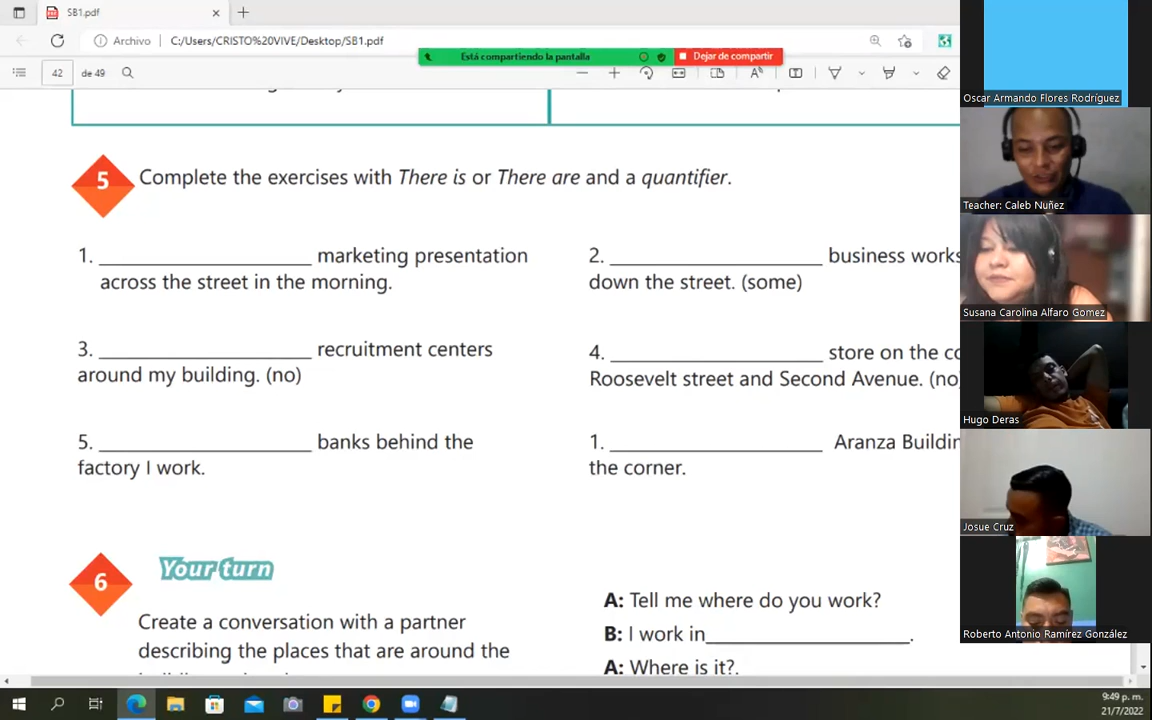 SB1.pdf
Archivo
C:/Users/CRISTO%20VIVE/Desktop/SB1.pdf
Está compartiendo la pantalla
Dejar de compartir
42
de 49
5
Complete the exercises with There is or There are and a quantifier.
1. ____________________ marketing presentation
across the street in the morning.
2. ____________________ business works
down the street. (some)
3. ____________________ recruitment centers
around my building. (no)
4. ____________________ store on the co
Roosevelt street and Second Avenue. (no
5. ____________________ banks behind the
factory I work.
1. ____________________ Aranza Buildin
the corner.
6
Your turn
Create a conversation with a partner
describing the places that are around the
A: Tell me where do you work?
B: I work in___________________.
A: Where is it?.
Oscar Armando Flores Rodríguez
Teacher: Caleb Nuñez
Susana Carolina Alfaro Gomez
Hugo Deras
Josue Cruz
Roberto Antonio Ramírez González
9:49 p. m.
21/7/2022